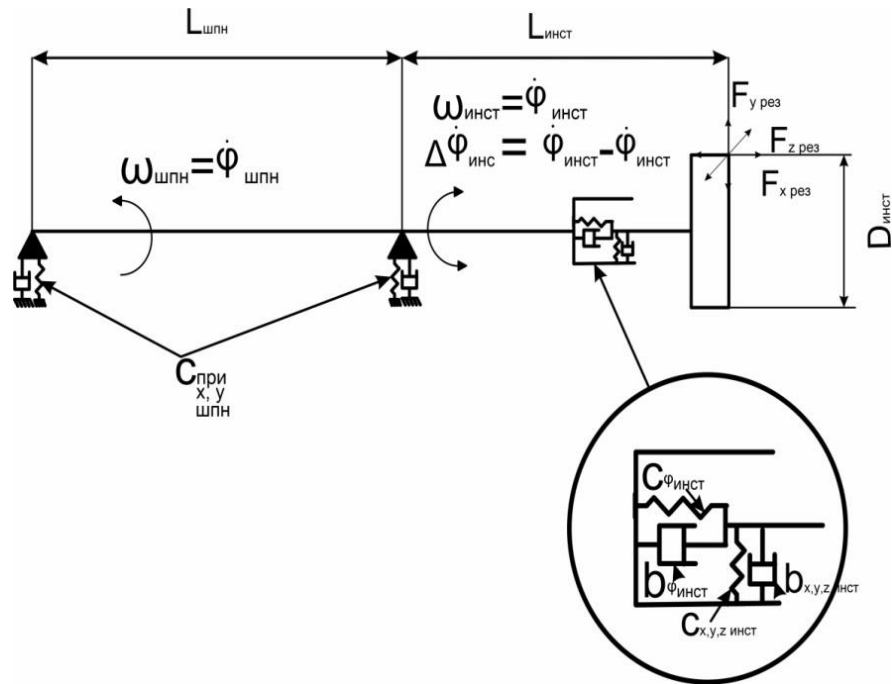 Lшпн
Lинст
Fy рез
ωинст=φ̇инст
Fz рез
Δφ̇инс = φ̇инст-φ̇инст
ωшпн=φ̇шпн
Fx рез
Dинст
Cпри
x, y
шпн
Cφинст
bφинст
bx,y,z инст
Cx,y,z инст